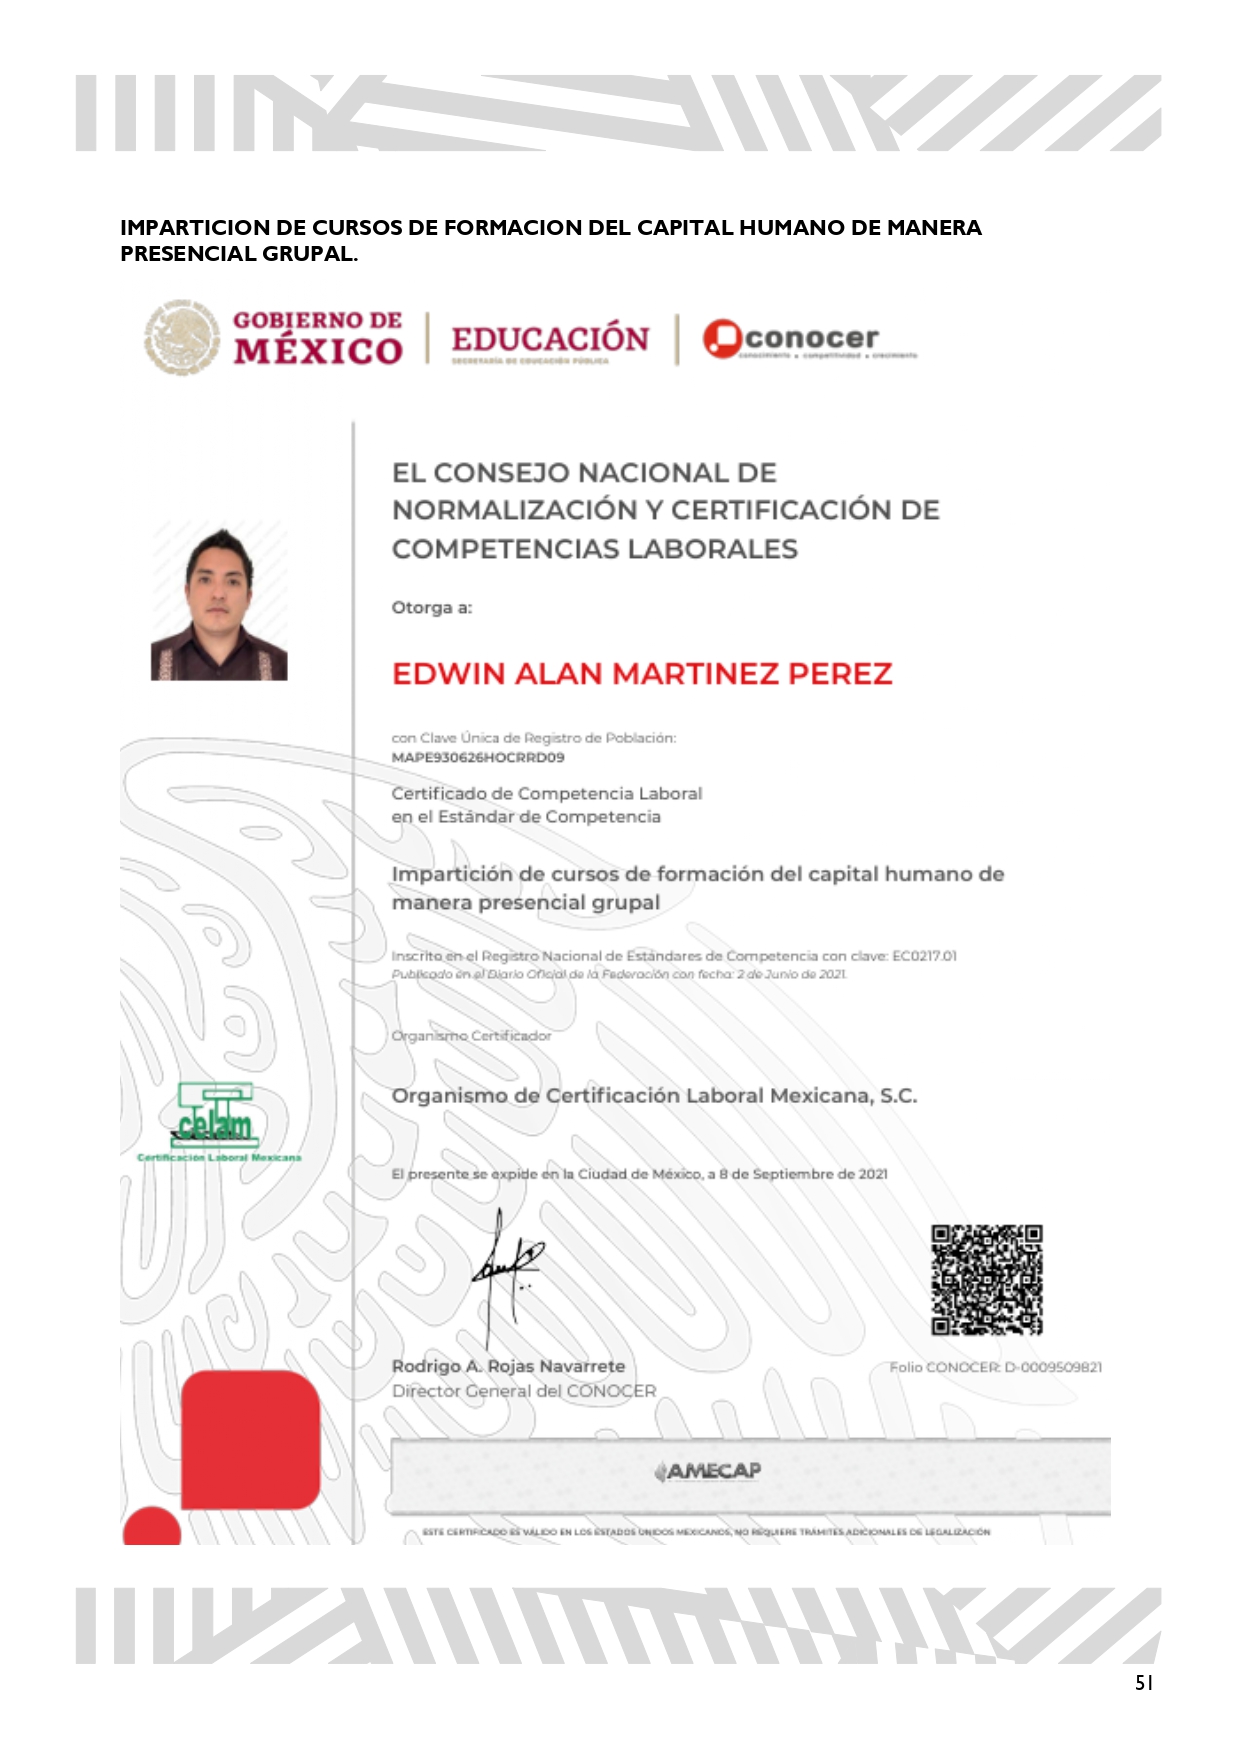 IMPARTICION DE CURSOS DE FORMACION DEL CAPITAL HUMANO DE MANERA
PRESENCIAL GRUPAL.
GOBIERNO DE
MÉXICO
EDUCACIÓN
SECRETARÍA DE EDUCACIÓN PÚBLICA
conocer
conocimiento • competitividad • crecimiento
EL CONSEJO NACIONAL DE
NORMALIZACIÓN Y CERTIFICACIÓN DE
COMPETENCIAS LABORALES
Otorga a:
EDWIN ALAN MARTINEZ PEREZ
con Clave Única de Registro de Población:
MAPE930626HOCRRD09
Certificado de Competencia Laboral
en el Estándar de Competencia
Impartición de cursos de formación del capital humano de
manera presencial grupal
Inscrito en el Registro Nacional de Estándares de Competencia con clave: EC0217.01
Publicado en el Diario Oficial de la Federación con fecha: 2 de Junio de 2021.
Organismo Certificador
Organismo de Certificación Laboral Mexicana, S.C.
celam
Certificación Laboral Mexicana
El presente se expide en la Ciudad de México, a 8 de Septiembre de 2021
Rodrigo A. Rojas Navarrete
Director General del CONOCER
Folio CONOCER: D-0009509821
AMECAP
ESTE CERTIFICADO ES VÁLIDO EN LOS ESTADOS UNIDOS MEXICANOS, NO REQUIERE TRÁMITES ADICIONALES DE LEGALIZACIÓN
51